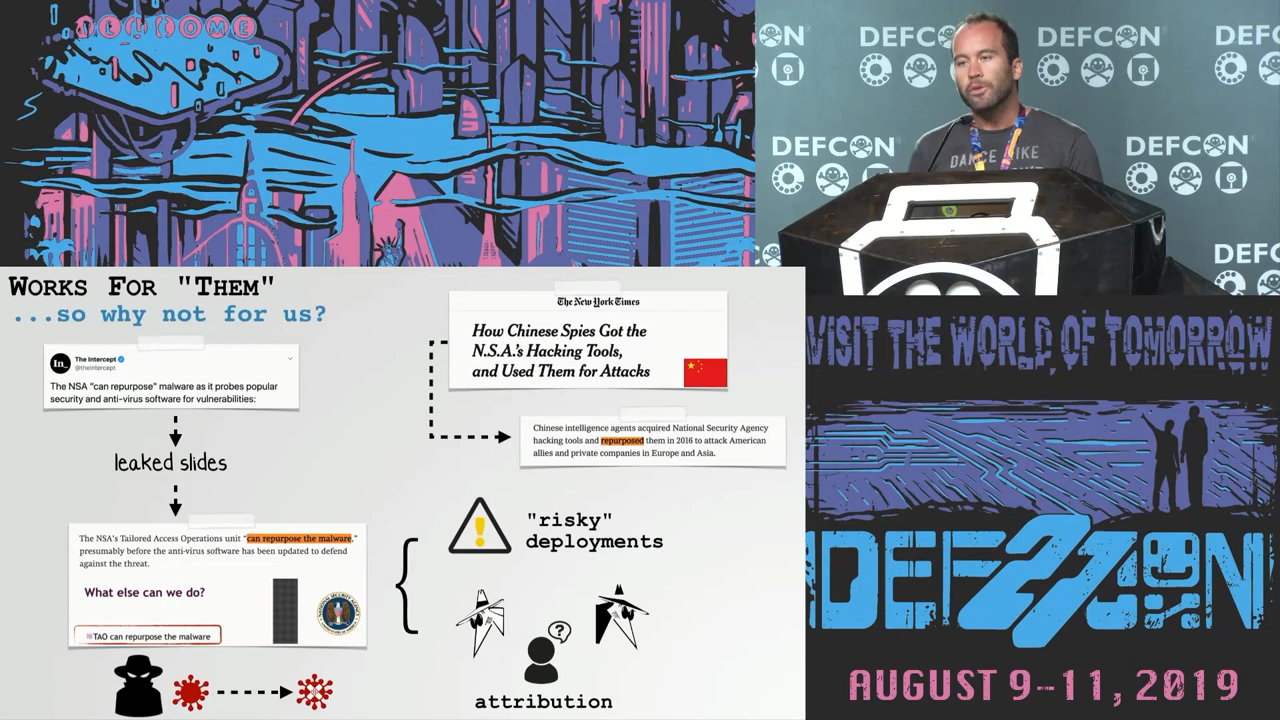 WELCOME
DEFCON
DEFCON
DEFCON
DEFCON
DANCE LIKE
WORKS FOR "THEM"
...so why not for us?
In_
The Intercept
@theintercept
The NSA "can repurpose" malware as it probes popular
security and anti-virus software for vulnerabilities:
leaked slides
The NSA's Tailored Access Operations unit "can repurpose the malware,"
presumably before the anti-virus software has been updated to defend
against the threat.
What else can we do?
TAO can repurpose the malware
The New York Times
How Chinese Spies Got the
N.S.A.'s Hacking Tools,
and Used Them for Attacks
Chinese intelligence agents acquired National Security Agency
hacking tools and repurposed them in 2016 to attack American
allies and private companies in Europe and Asia.
"risky"
deployments
?
attribution
VISIT THE WORLD OF TOMORROW
DEF27CON
AUGUST 9-11, 2019